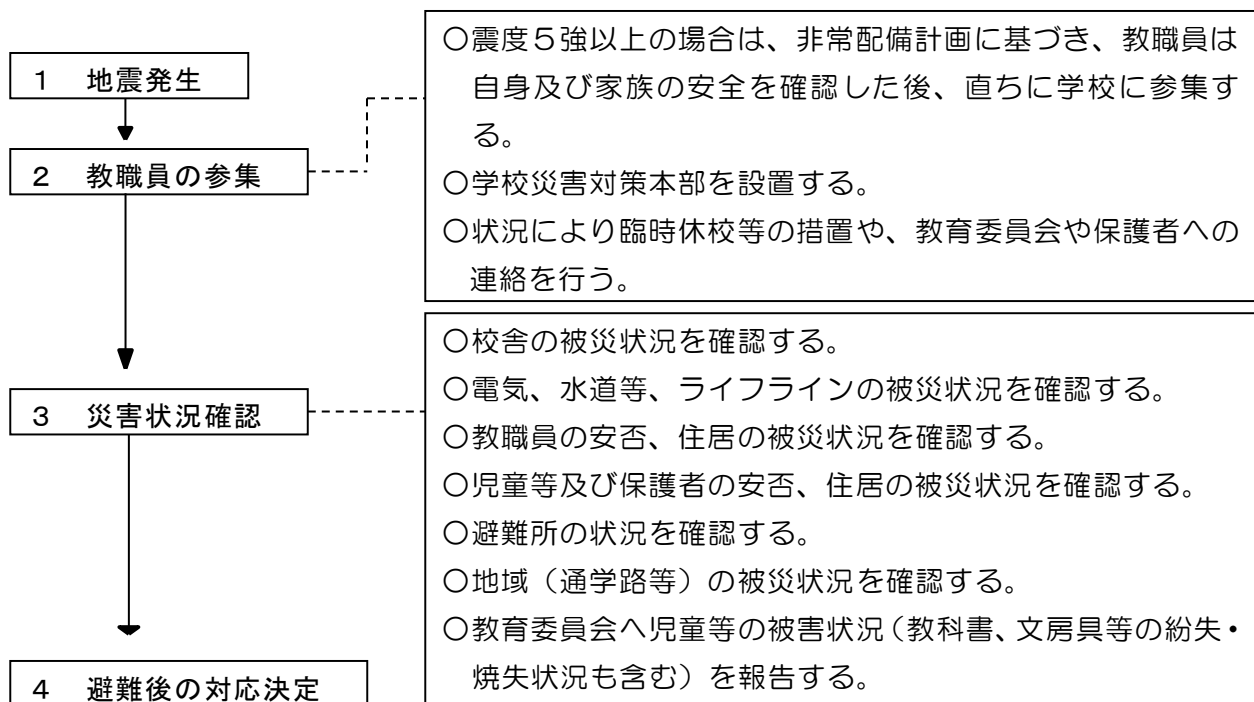 1 地震発生
2 教職員の参集
○震度５強以上の場合は、非常配備計画に基づき、教職員は
自身及び家族の安全を確認した後、直ちに学校に参集す
る。
○学校災害対策本部を設置する。
○状況により臨時休校等の措置や、教育委員会や保護者への
連絡を行う。
3 災害状況確認
○校舎の被災状況を確認する。
○電気、水道等、ライフラインの被災状況を確認する。
○教職員の安否、住居の被災状況を確認する。
○児童等及び保護者の安否、住居の被災状況を確認する。
○避難所の状況を確認する。
○地域（通学路等）の被災状況を確認する。
○教育委員会へ児童等の被害状況（教科書、文房具等の紛失・
焼失状況も含む）を報告する。
4 避難後の対応決定